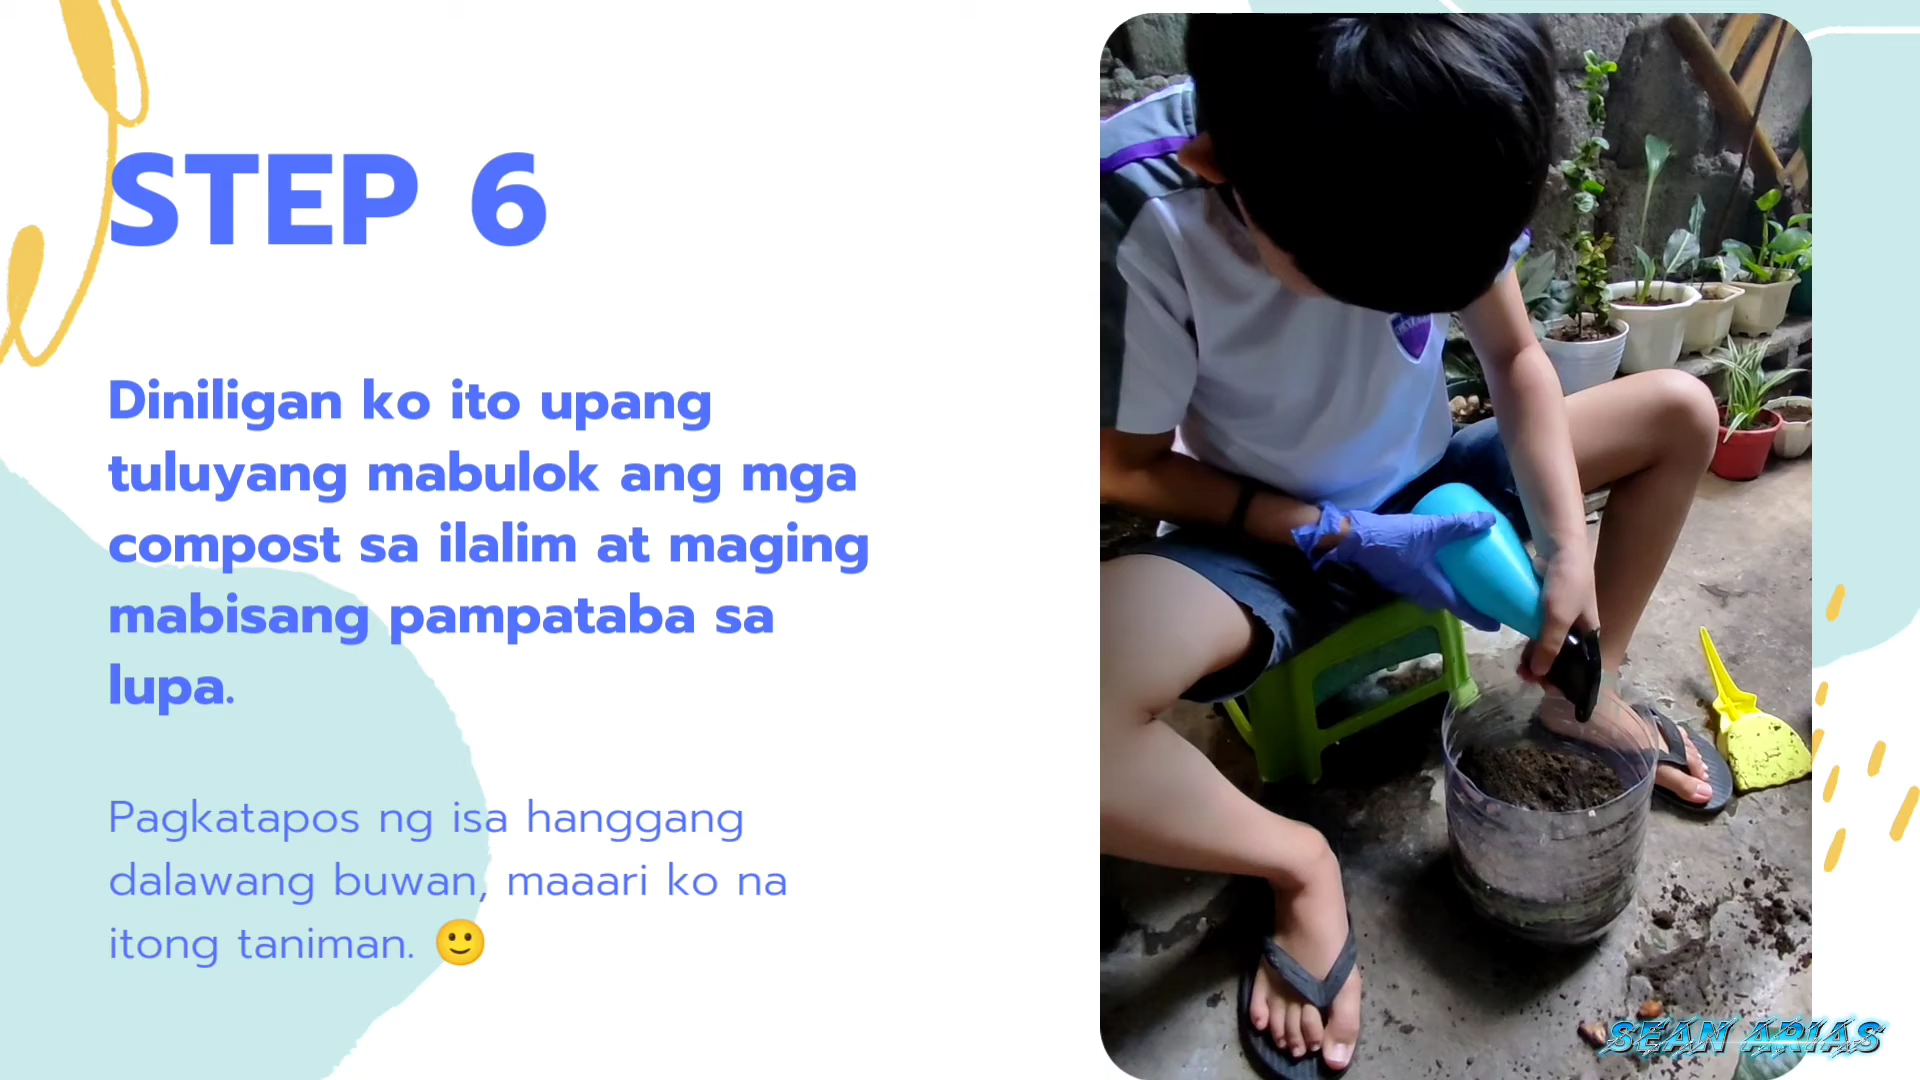 STEP 6
Diniligan ko ito upang
tuluyang mabulok ang mga
compost sa ilalim at maging
mabisang pampataba sa
lupa.
Pagkatapos ng isa hanggang
dalawang buwan, maaari ko na
itong taniman. 🙂
SEAN ARIAS